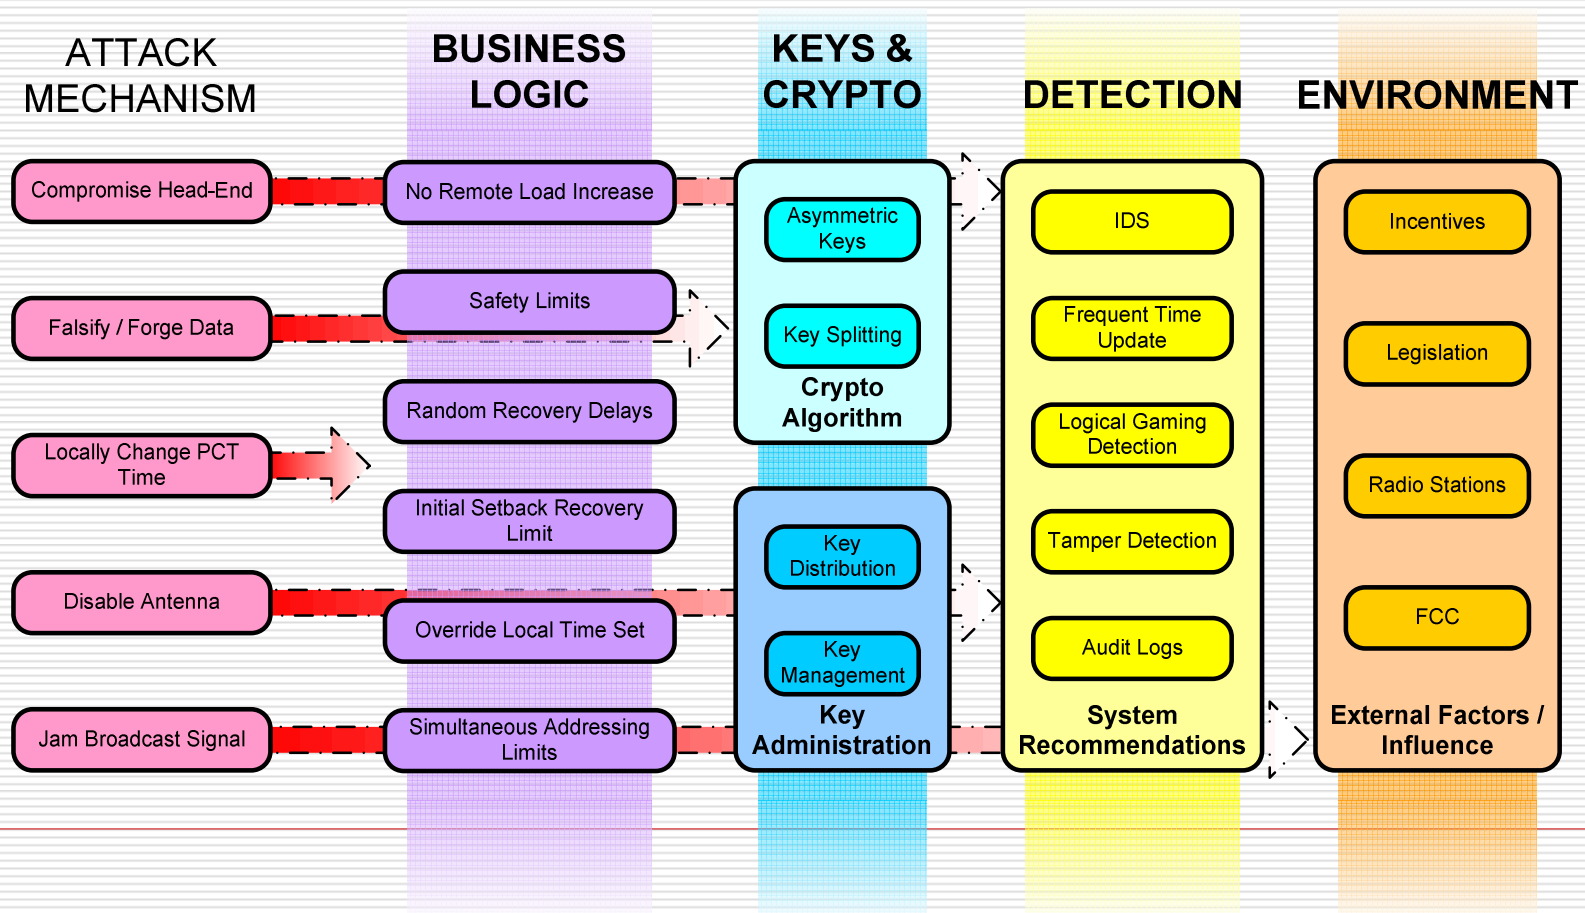 ATTACK
MECHANISM
BUSINESS
LOGIC
KEYS &
CRYPTO
DETECTION
ENVIRONMENT
Compromise Head-End
Falsify / Forge Data
Locally Change PCT
Time
Disable Antenna
Jam Broadcast Signal
No Remote Load Increase
Safety Limits
Random Recovery Delays
Initial Setback Recovery
Limit
Override Local Time Set
Simultaneous Addressing
Limits
Asymmetric
Keys
Key Splitting
Crypto
Algorithm
Key
Distribution
Key
Management
Key
Administration
IDS
Frequent Time
Update
Logical Gaming
Detection
Tamper Detection
Audit Logs
System
Recommendations
Incentives
Legislation
Radio Stations
FCC
External Factors /
Influence